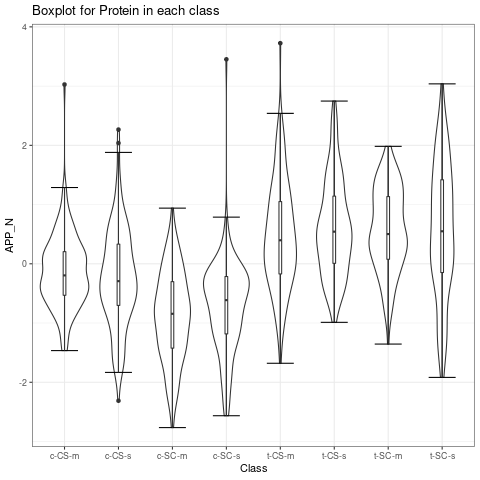 Boxplot for Protein in each class
4
2
0
-2
APP_N
c-CS-m c-CS-s c-SC-m c-SC-s t-CS-m t-CS-s t-SC-m t-SC-s
Class